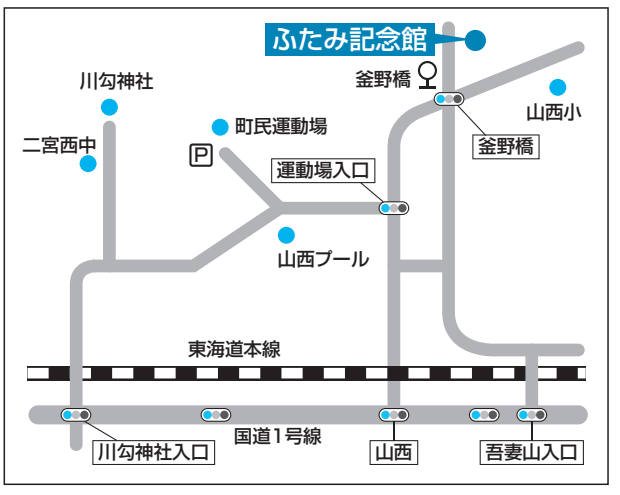 ふたみ記念館
釜野橋
川勾神社
山西小
町民運動場
二宮西中
釜野橋
P
運動場入口
山西プール
東海道本線
国道1号線
川勾神社入口
山西
吾妻山入口